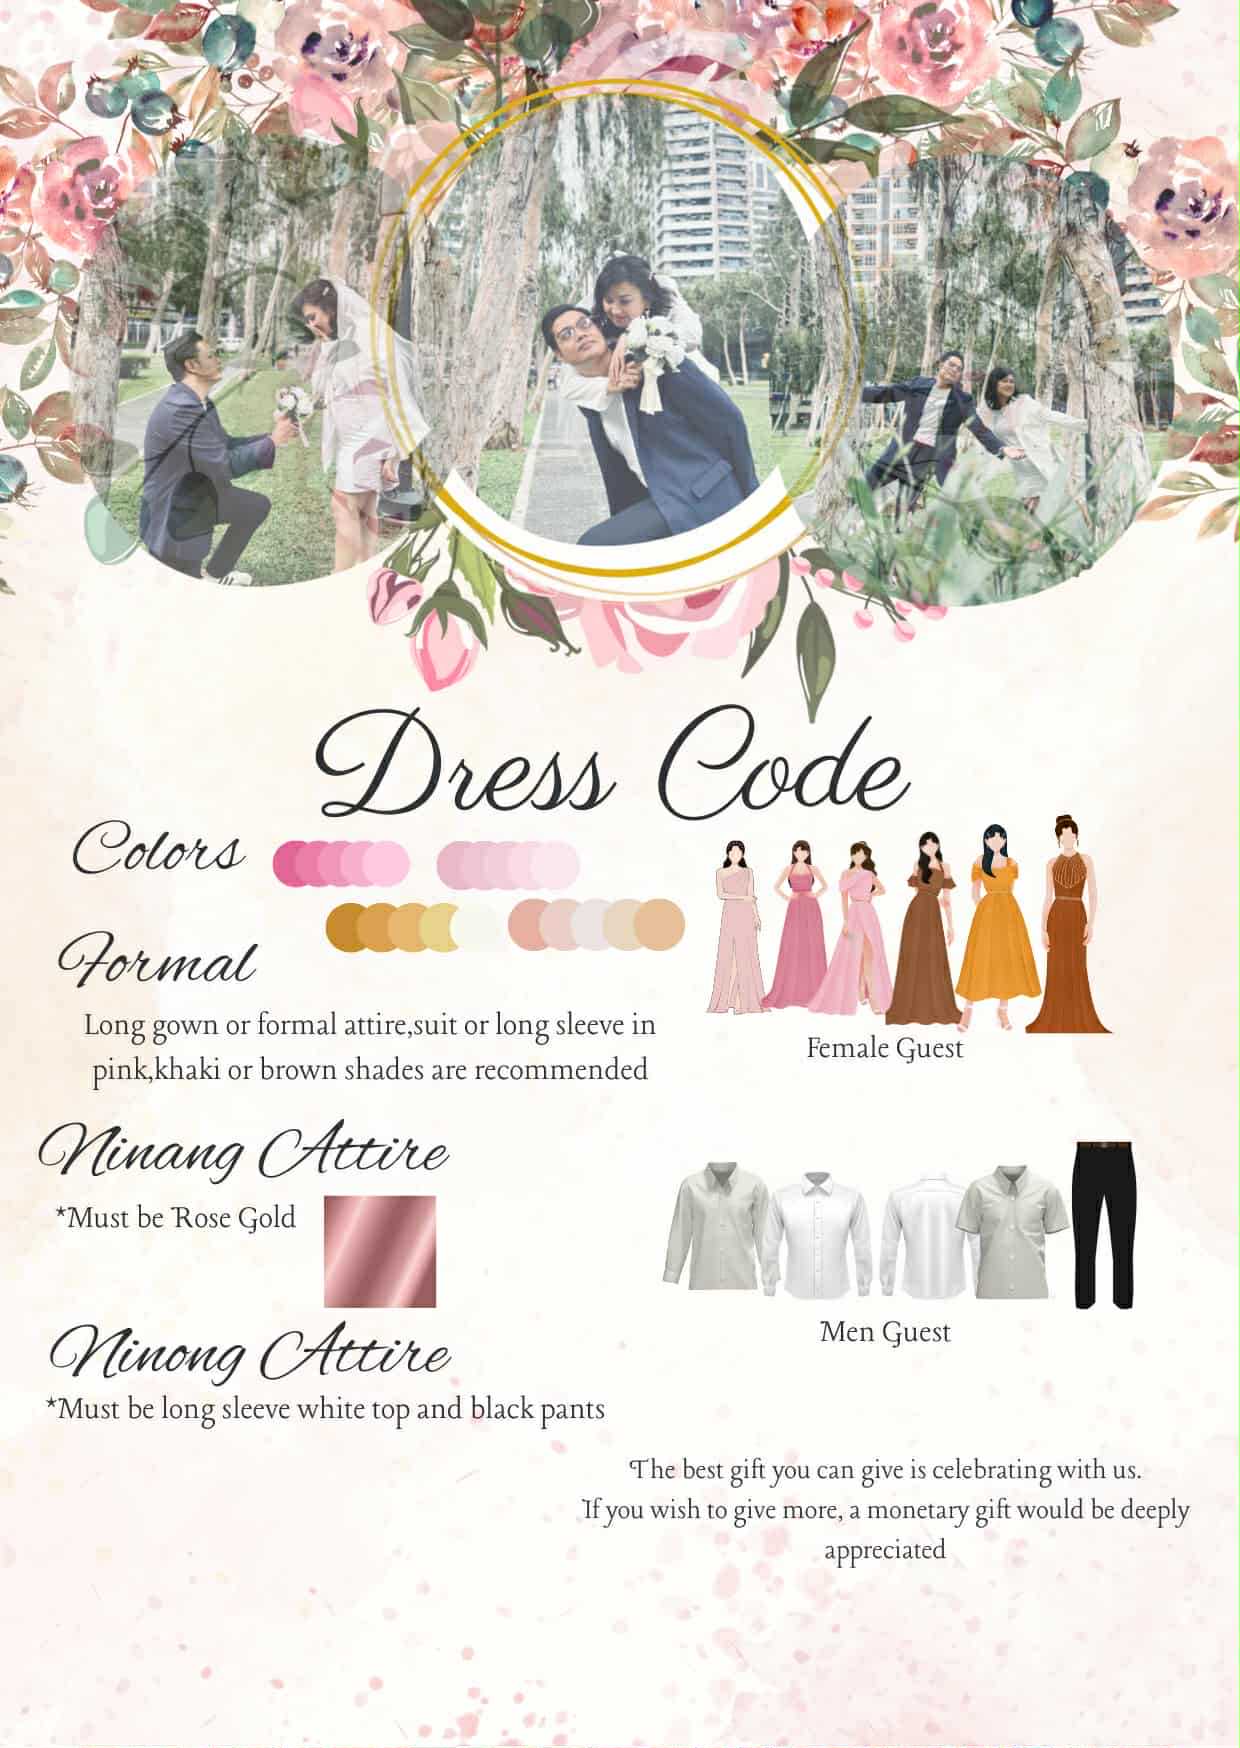 Dress Code
Colors
Formal
Long gown or formal attire,suit or long sleeve in
pink,khaki or brown shades are recommended
Female Guest
Ninang Attire
*Must be Rose Gold
Men Guest
Ninong Attire
*Must be long sleeve white top and black pants
The best gift you can give is celebrating with us.
If you wish to give more, a monetary gift would be deeply
appreciated